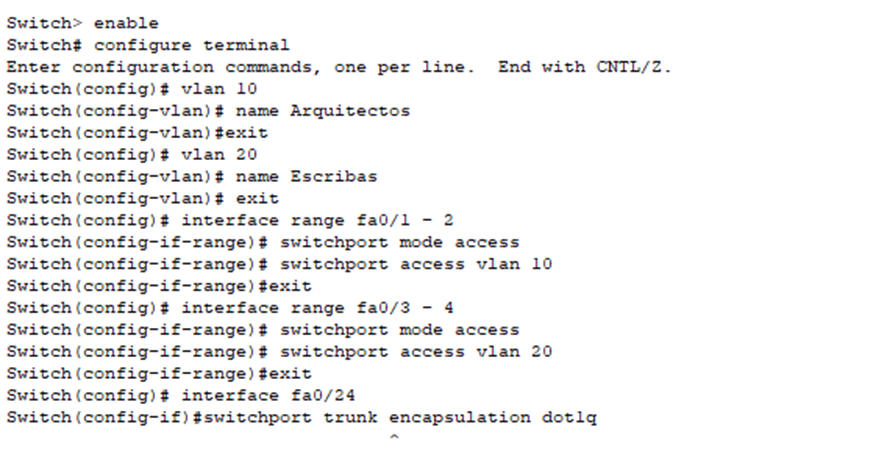 Switch> enable
Switch# configure terminal
Enter configuration commands, one per line.  End with CNTL/Z.
Switch(config)# vlan 10
Switch(config-vlan)# name Arquitectos
Switch(config-vlan)#exit
Switch(config)# vlan 20
Switch(config-vlan)# name Escribas
Switch(config-vlan)# exit
Switch(config)# interface range fa0/1 - 2
Switch(config-if-range)# switchport mode access
Switch(config-if-range)# switchport access vlan 10
Switch(config-if-range)#exit
Switch(config)# interface range fa0/3 - 4
Switch(config-if-range)# switchport mode access
Switch(config-if-range)# switchport access vlan 20
Switch(config-if-range)#exit
Switch(config)# interface fa0/24
Switch(config-if)#switchport trunk encapsulation dot1q
^